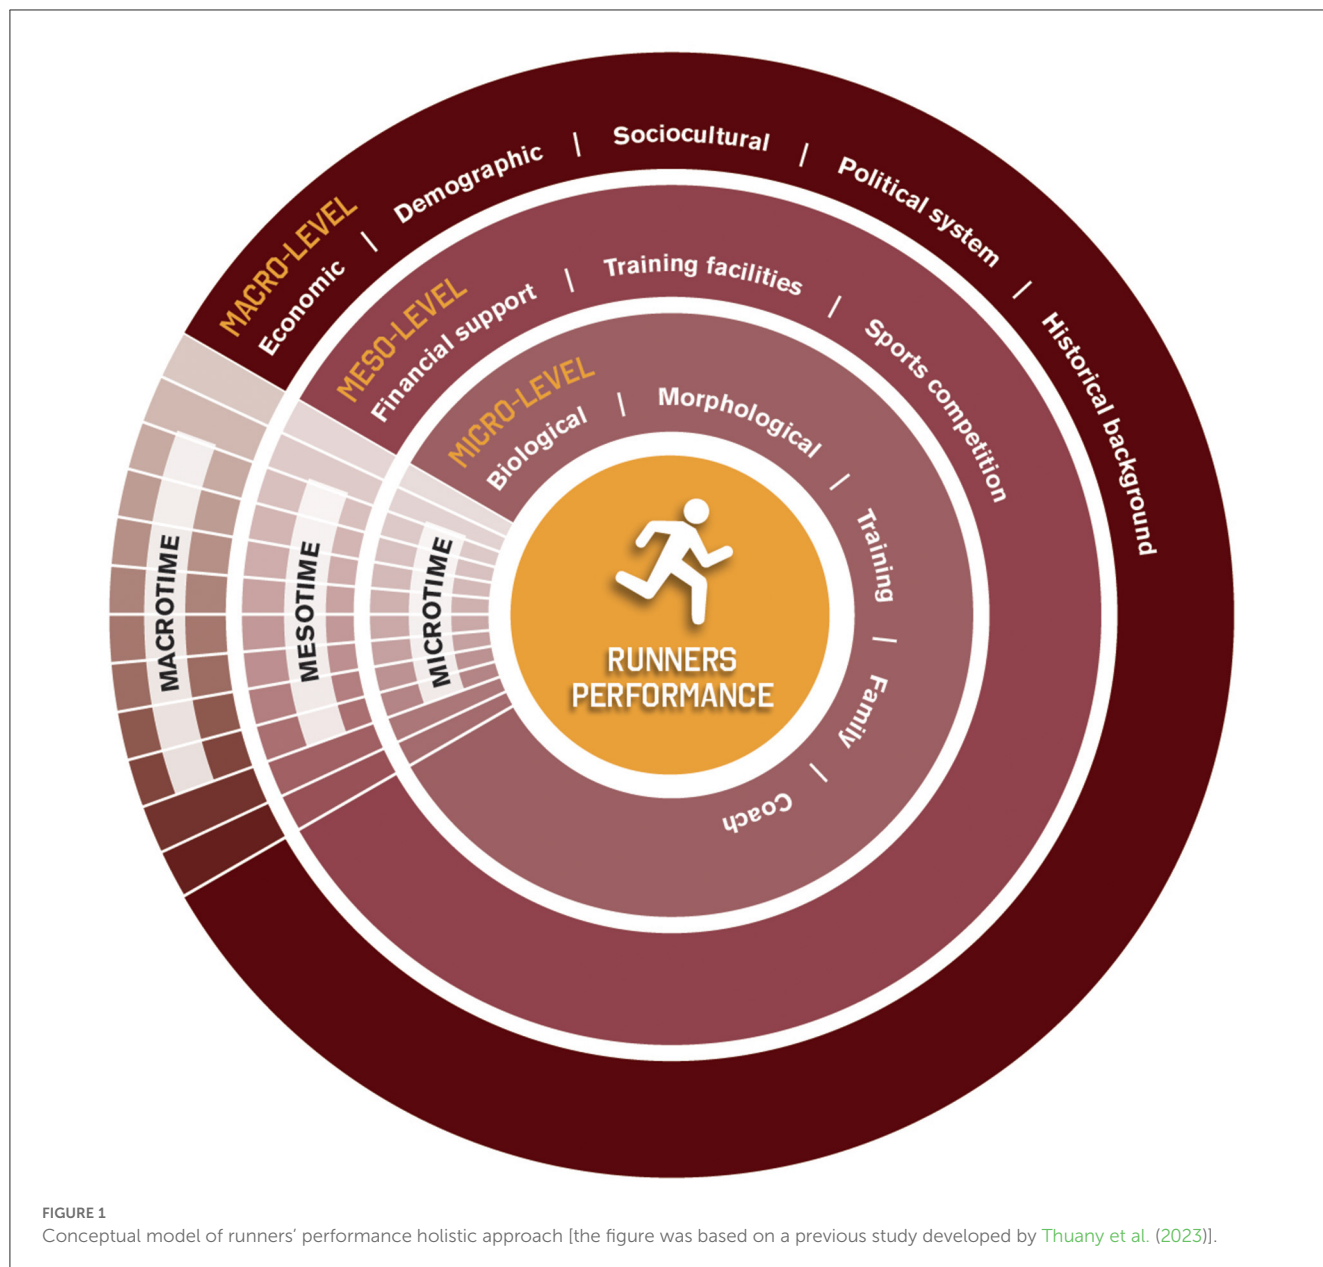 MACRO-LEVEL
Economic | Demographic | Sociocultural | Political system | Historical background
MESO-LEVEL
Financial support | Training facilities | Sports competition
MICRO-LEVEL
Biological | Morphological | Training | Family | Coach
MACROTIME
MESOTIME
MICROTIME
RUNNERS
PERFORMANCE
FIGURE 1
Conceptual model of runners’ performance holistic approach [the figure was based on a previous study developed by Thuany et al. (2023)].